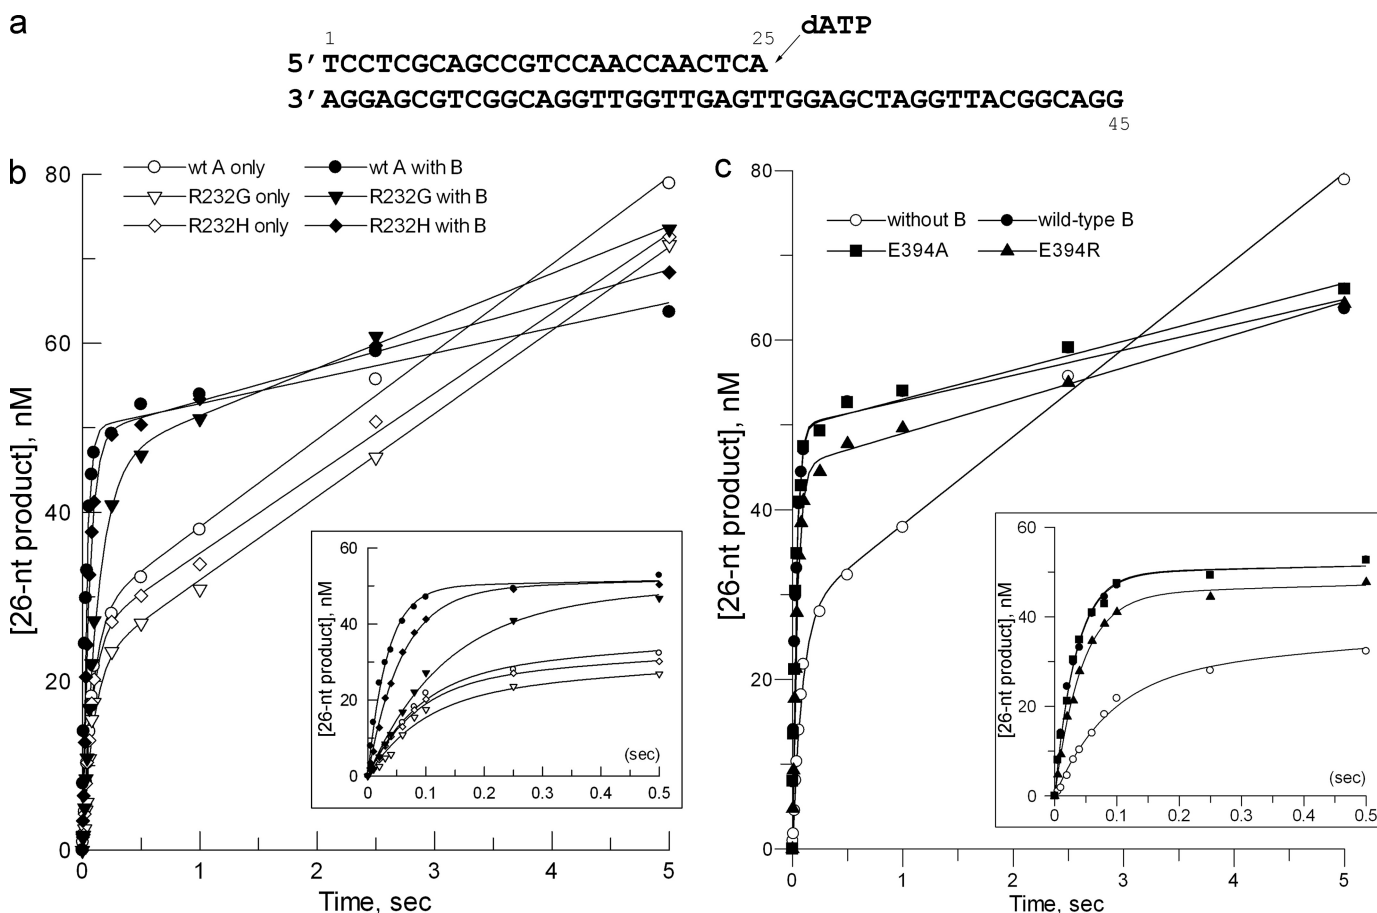 a
dATP
1 25
5′TCCTCGCAGCCGTCCAACCAACTCA
3′AGGAGCGTCGGCAGGTTGGTTGAGTTGGAGCTAGGTTACGGCAGG
45
b
wt A only wt A with B
R232G only R232G with B
R232H only R232H with B
[26-nt product], nM
80
60
40
20
0
0 1 2 3 4 5
Time, sec
[26-nt product], nM
60
40
20
0
(sec)
0 0.1 0.2 0.3 0.4 0.5
c
without B wild-type B
E394A E394R
[26-nt product], nM
80
60
40
20
0
0 1 2 3 4 5
Time, sec
[26-nt product], nM
60
40
20
0
(sec)
0 0.1 0.2 0.3 0.4 0.5